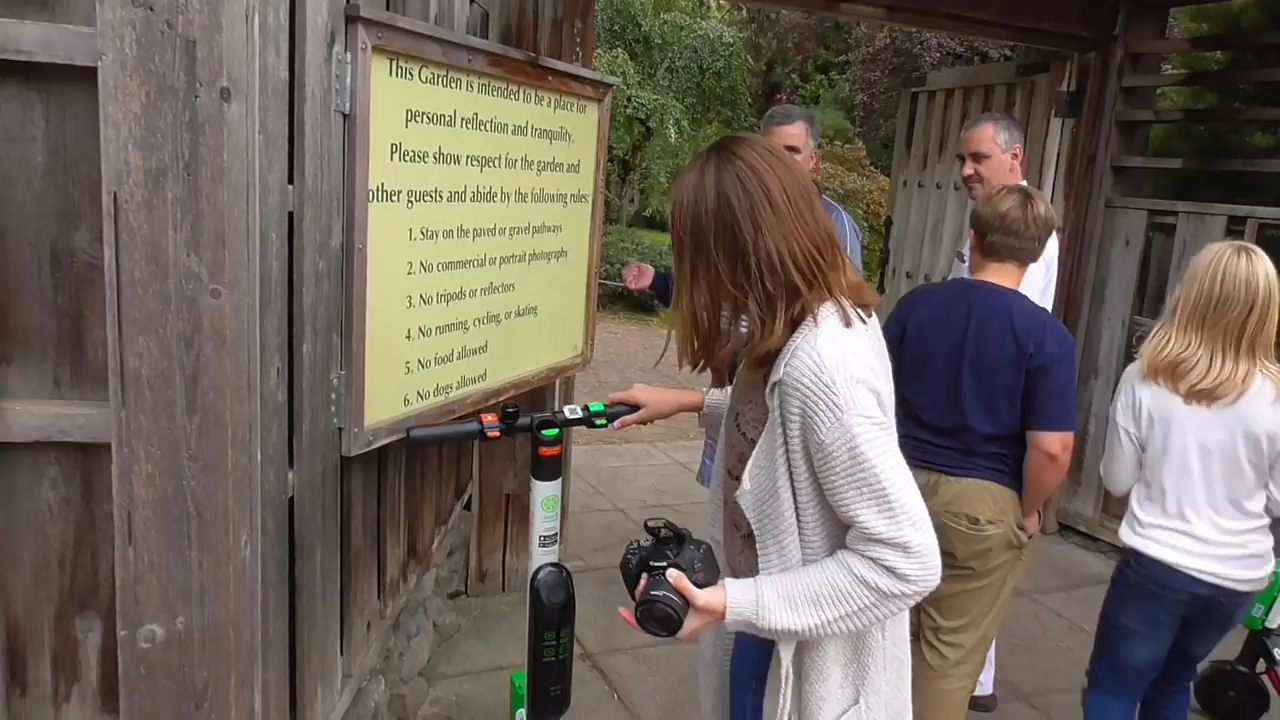 This Garden is intended to be a place for
personal reflection and tranquility.
Please show respect for the garden and
other guests and abide by the following rules:
1. Stay on the paved or gravel pathways
2. No commercial or portrait photography
3. No tripods or reflectors
4. No running, cycling, or skating
5. No food allowed
6. No dogs allowed
Canon